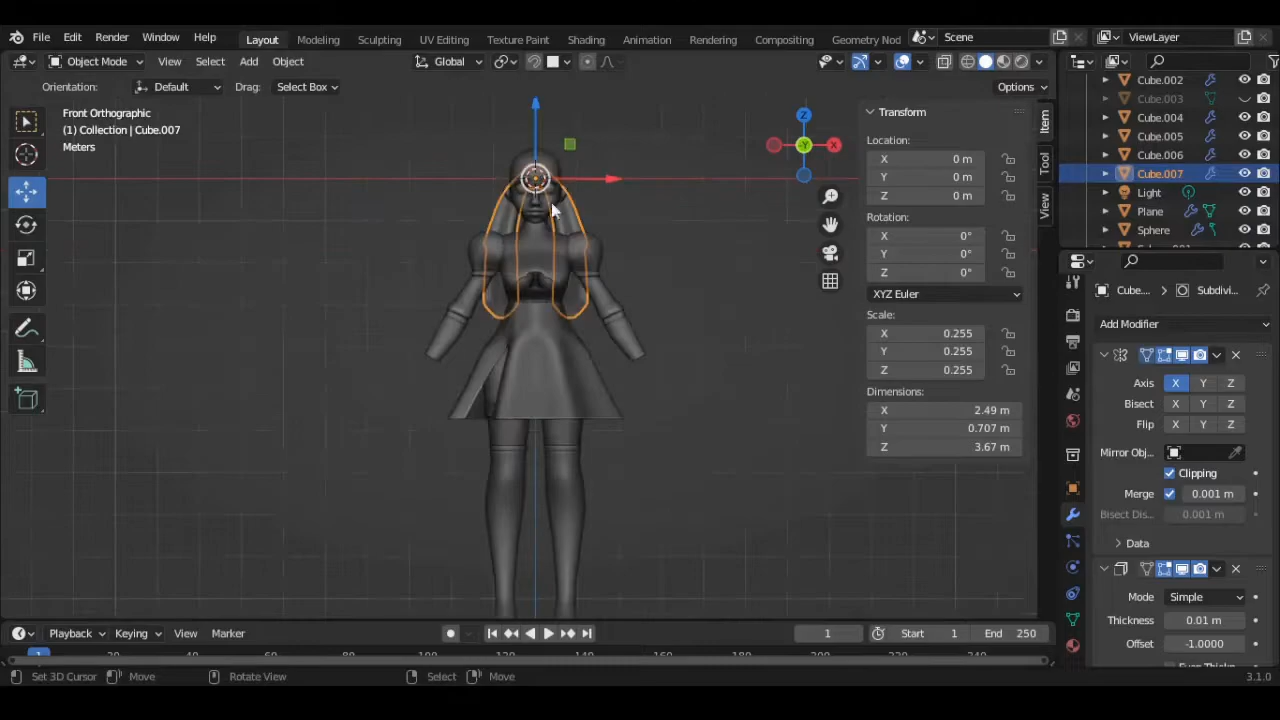 File Edit Render Window Help Layout Modeling Sculpting UV Editing Texture Paint Shading Animation Rendering Compositing Geometry Nod Scene ViewLayer
Object Mode View Select Add Object Global
Orientation: Default Drag: Select Box Options
Front Orthographic
(1) Collection | Cube.007
Meters
Z
X
-Y
Transform
Location:
X 0 m
Y 0 m
Z 0 m
Rotation:
X 0°
Y 0°
Z 0°
XYZ Euler
Scale:
X 0.255
Y 0.255
Z 0.255
Dimensions:
X 2.49 m
Y 0.707 m
Z 3.67 m
Item
Tool
View
Cube.002
Cube.003
Cube.004
Cube.005
Cube.006
Cube.007
Light
Plane
Sphere
Cube... Subdivi...
Add Modifier
Axis X Y Z
Bisect X Y Z
Flip X Y Z
Mirror Obj...
Clipping
Merge 0.001 m
Bisect Dis... 0.001 m
Data
Mode Simple
Thickness 0.01 m
Offset -1.0000
Playback Keying View Marker 1 Start 1 End 250
1
Set 3D Cursor Move Rotate View Select Move 3.1.0